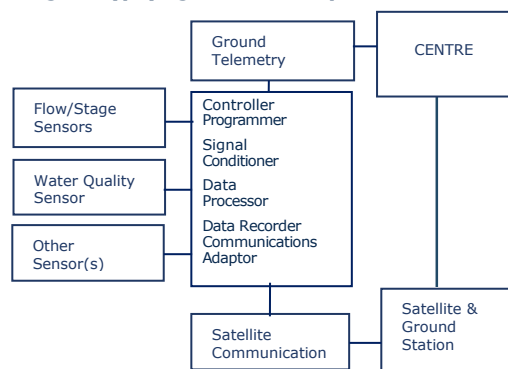 Ground
Telemetry
CENTRE
Flow/Stage
Sensors
Water Quality
Sensor
Other
Sensor(s)
Controller
Programmer
Signal
Conditioner
Data
Processor
Data Recorder
Communications
Adaptor
Satellite
Communication
Satellite &
Ground
Station